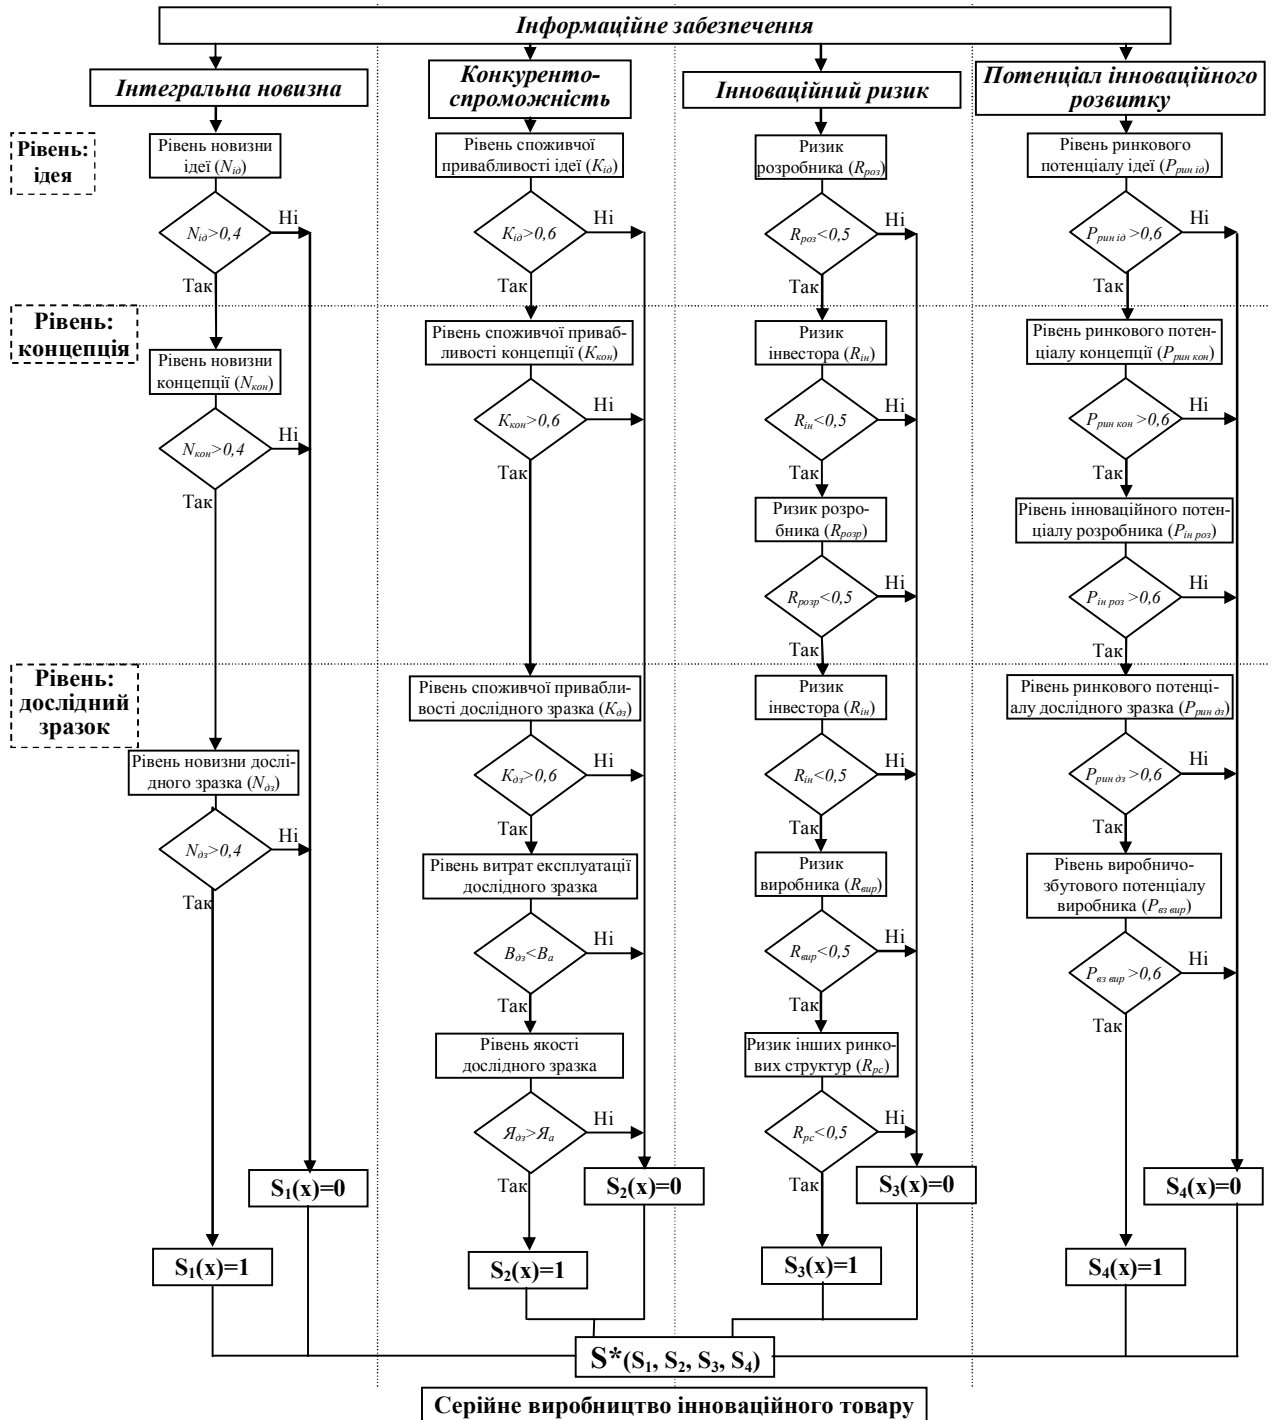 Інформаційне забезпечення
Інтегральна новизна
Конкуренто-
спроможність
Інноваційний ризик
Потенціал інноваційного
розвитку
Рівень:
ідея
Рівень новизни
ідеї (Nід)
Рівень споживчої
привабливості ідеї (Kід)
Ризик
розробника (Rроз)
Рівень ринкового
потенціалу ідеї (Pрин ід)
Nід>0,4
Ні
Так
Kід>0,6
Ні
Так
Rроз<0,5
Ні
Так
Pрин ід>0,6
Ні
Так
Рівень:
концепція
Рівень новизни
концепції (Nкон)
Рівень споживчої приваб-
ливості концепції (Kкон)
Ризик
інвестора (Rін)
Рівень ринкового потен-
ціалу концепції (Pрин кон)
Nкон>0,4
Ні
Так
Kкон>0,6
Ні
Так
Rін<0,5
Ні
Так
Pрин кон>0,6
Ні
Так
Ризик розро-
бника (Rрозр)
Рівень інноваційного потен-
ціалу розробника (Pін роз)
Rрозр<0,5
Ні
Так
Pін роз>0,6
Ні
Так
Рівень:
дослідний
зразок
Рівень новизни дослі-
дного зразка (Nдз)
Рівень споживчої привабли-
вості дослідного зразка (Kдз)
Ризик
інвестора (Rін)
Рівень ринкового потенці-
алу дослідного зразка (Pрин дз)
Nдз>0,4
Ні
Так
Kдз>0,6
Ні
Так
Rін<0,5
Ні
Так
Pрин дз>0,6
Ні
Так
Рівень витрат експлуатації
дослідного зразка
Ризик
виробника (Rвир)
Рівень виробничо-
збутового потенціалу
виробника (Pвз вир)
Вдз<Ва
Ні
Так
Rвир<0,5
Ні
Так
Pвз вир>0,6
Ні
Так
Рівень якості
дослідного зразка
Ризик інших ринко-
вих структур (Rрс)
Ядз>Яа
Ні
Так
Rрс<0,5
Ні
Так
S1(x)=0
S2(x)=0
S3(x)=0
S4(x)=0
S1(x)=1
S2(x)=1
S3(x)=1
S4(x)=1
S*(S1, S2, S3, S4)
Серійне виробництво інноваційного товару